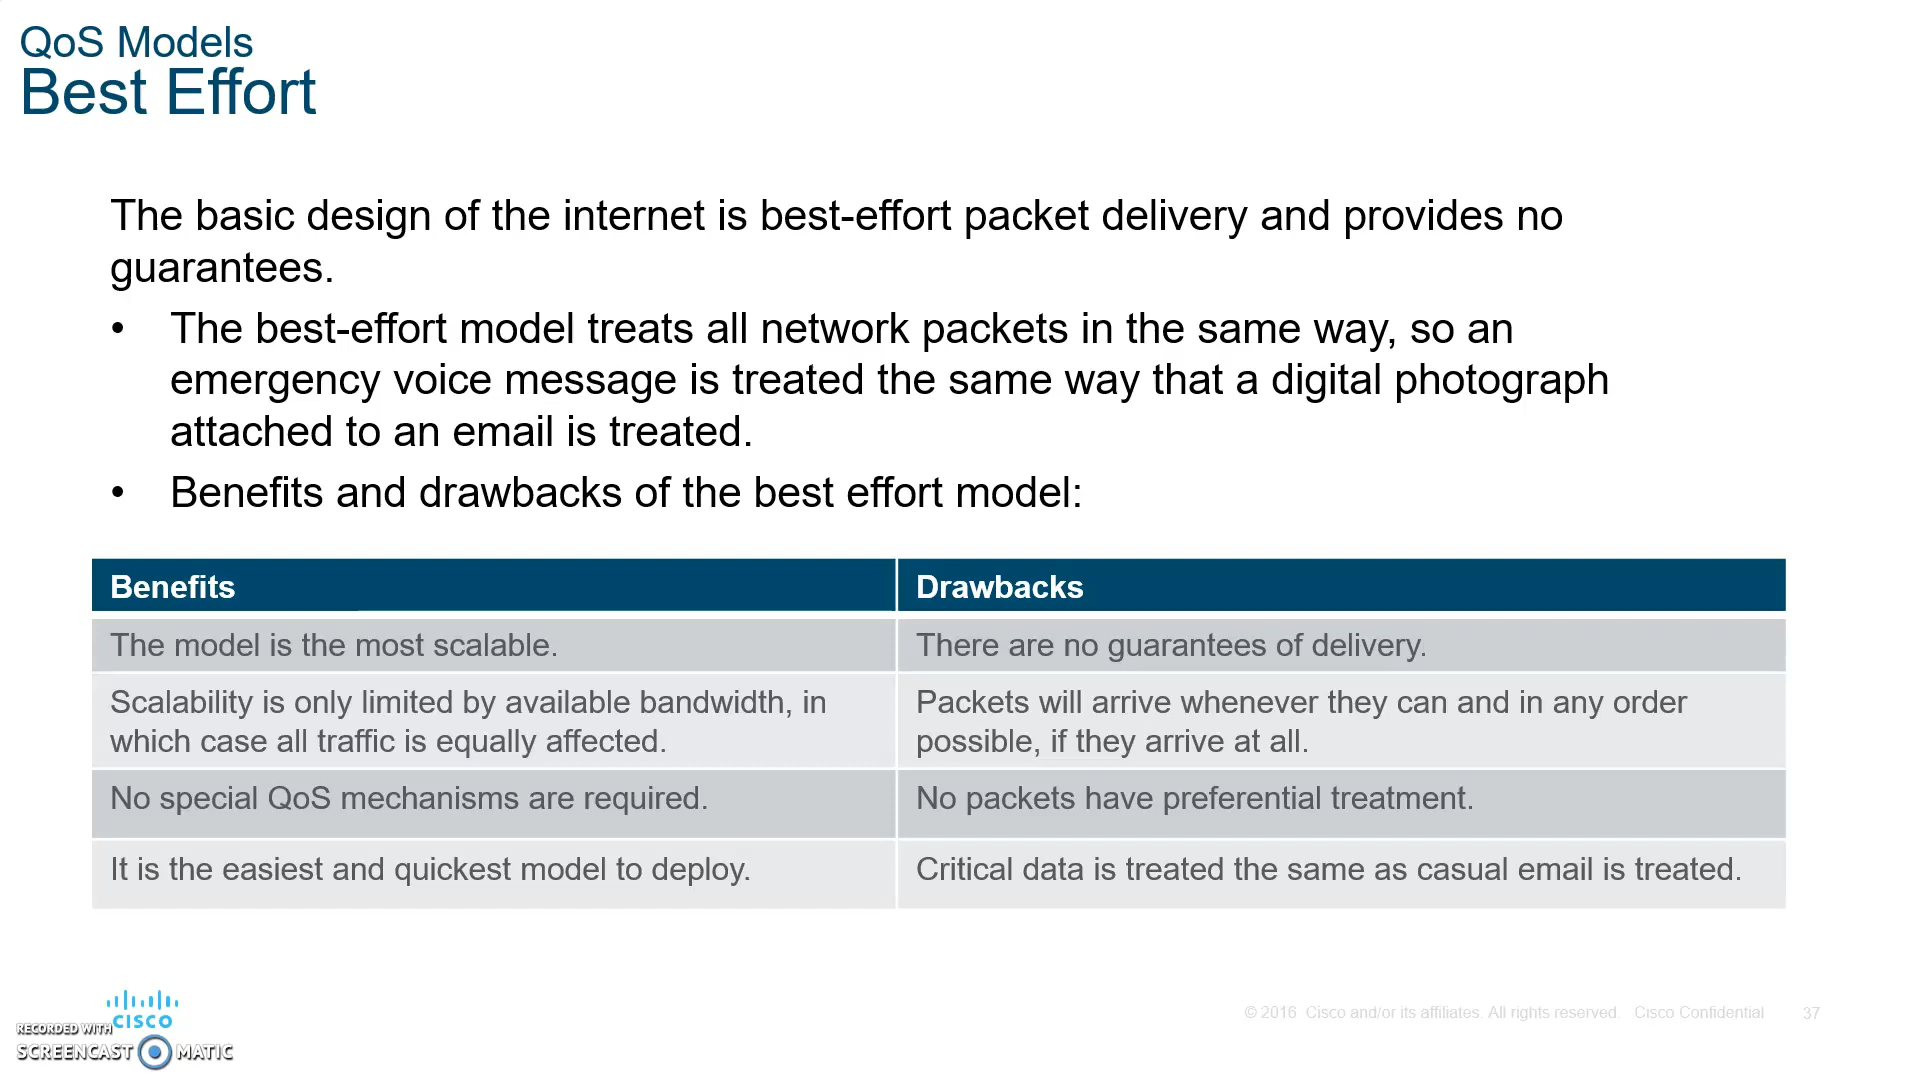 QoS Models
Best Effort
The basic design of the internet is best-effort packet delivery and provides no
guarantees.
• The best-effort model treats all network packets in the same way, so an
emergency voice message is treated the same way that a digital photograph
attached to an email is treated.
• Benefits and drawbacks of the best effort model:
Benefits
Drawbacks
The model is the most scalable.
There are no guarantees of delivery.
Scalability is only limited by available bandwidth, in
which case all traffic is equally affected.
Packets will arrive whenever they can and in any order
possible, if they arrive at all.
No special QoS mechanisms are required.
No packets have preferential treatment.
It is the easiest and quickest model to deploy.
Critical data is treated the same as casual email is treated.
CISCO
RECORDED WITH
SCREENCAST MATIC
© 2016 Cisco and/or its affiliates. All rights reserved. Cisco Confidential
37